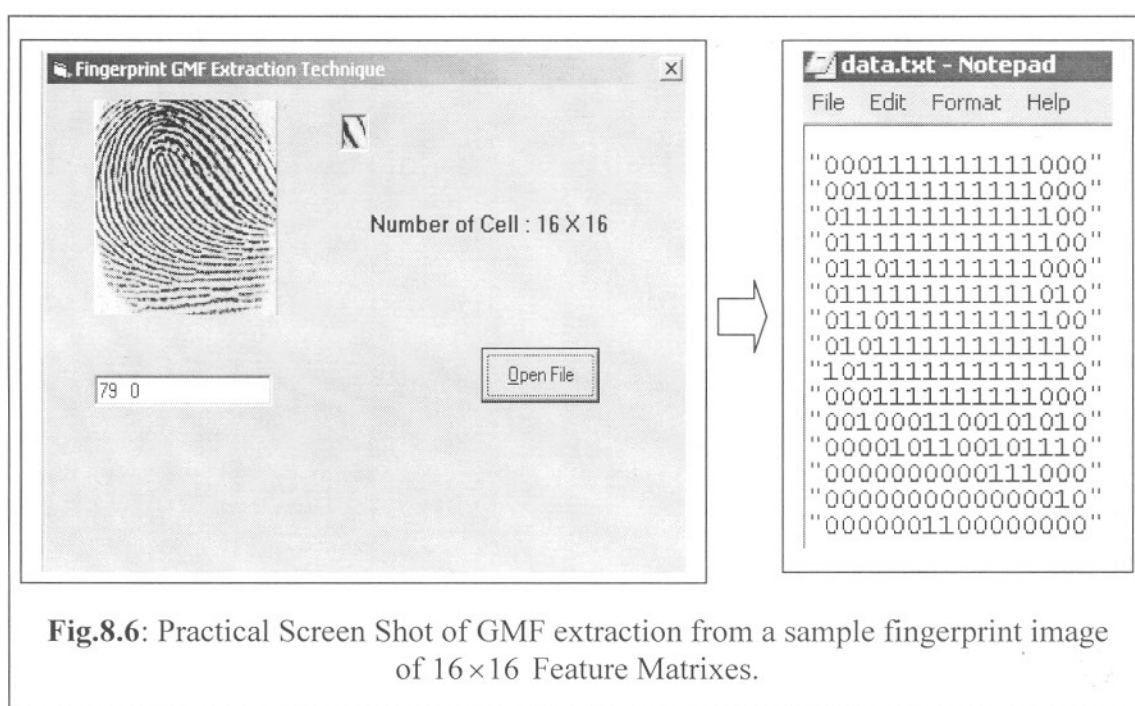 Fingerprint GMF Extraction Technique
Number of Cell : 16 X 16
79 0
Open File
data.txt - Notepad
File Edit Format Help
"0001111111111000"
"0010111111111000"
"0111111111111100"
"0111111111111100"
"0110111111111000"
"0111111111111010"
"0110111111111100"
"0101111111111110"
"1011111111111110"
"0001111111111000"
"0010001100101010"
"0000101100101110"
"0000000000111000"
"0000000000000010"
"0000001100000000"
Fig.8.6: Practical Screen Shot of GMF extraction from a sample fingerprint image
of 16×16 Feature Matrixes.